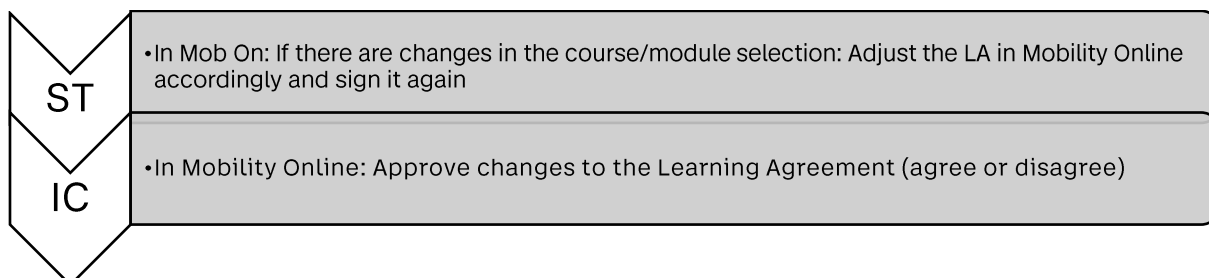 •In Mob On: If there are changes in the course/module selection: Adjust the LA in Mobility Online
accordingly and sign it again
ST
•In Mobility Online: Approve changes to the Learning Agreement (agree or disagree)
IC